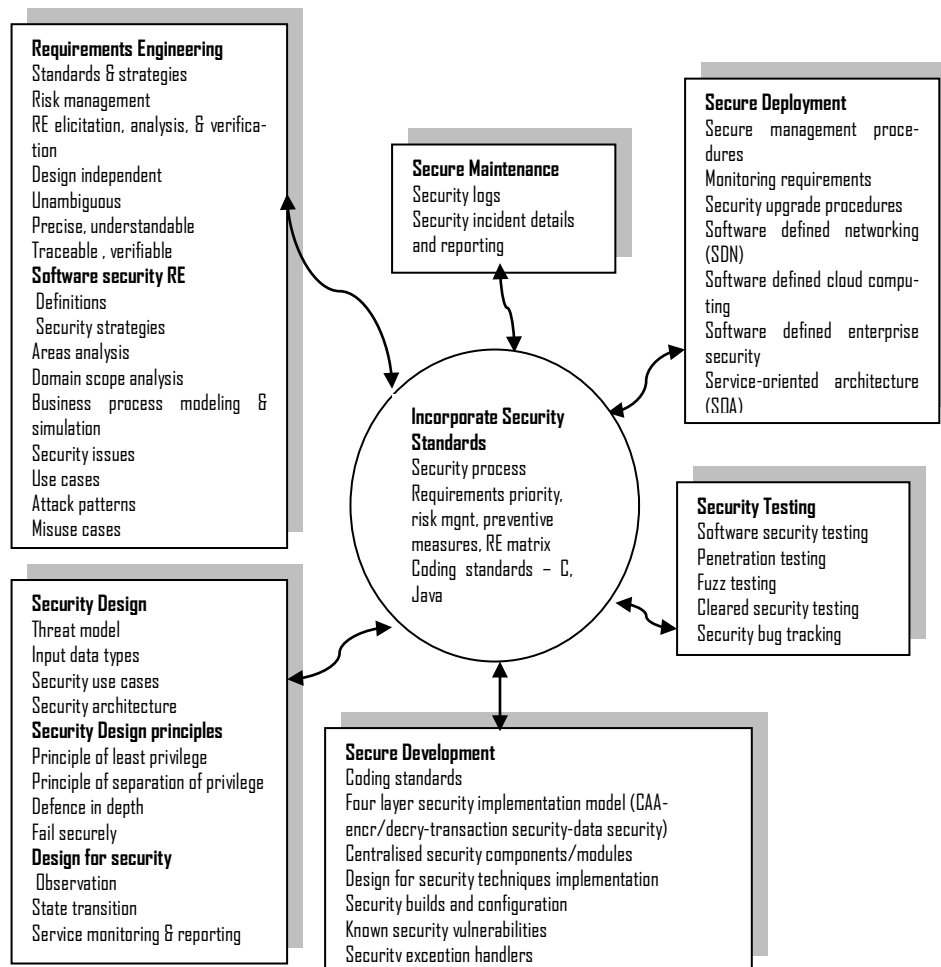 Requirements Engineering
Standards & strategies
Risk management
RE elicitation, analysis, & verifica-
tion
Design independent
Unambiguous
Precise, understandable
Traceable , verifiable
Software security RE
Definitions
Security strategies
Areas analysis
Domain scope analysis
Business process modeling &
simulation
Security issues
Use cases
Attack patterns
Misuse cases
Secure Maintenance
Security logs
Security incident details
and reporting
Secure Deployment
Secure management proce-
dures
Monitoring requirements
Security upgrade procedures
Software defined networking
(SDN)
Software defined cloud compu-
ting
Software defined enterprise
security
Service-oriented architecture
(SOA)
Incorporate Security
Standards
Security process
Requirements priority,
risk mgnt, preventive
measures, RE matrix
Coding standards – C,
Java
Security Testing
Software security testing
Penetration testing
Fuzz testing
Cleared security testing
Security bug tracking
Security Design
Threat model
Input data types
Security use cases
Security architecture
Security Design principles
Principle of least privilege
Principle of separation of privilege
Defence in depth
Fail securely
Design for security
Observation
State transition
Service monitoring & reporting
Secure Development
Coding standards
Four layer security implementation model (CAA-
encr/decry-transaction security-data security)
Centralised security components/modules
Design for security techniques implementation
Security builds and configuration
Known security vulnerabilities
Security exception handlers